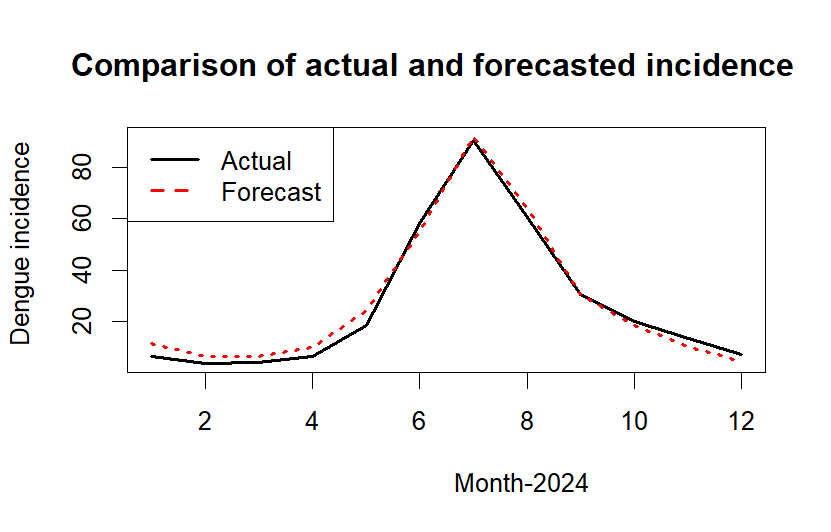 Comparison of actual and forecasted incidence
Actual
Forecast
Dengue incidence
80
60
40
20
2 4 6 8 10 12
Month-2024